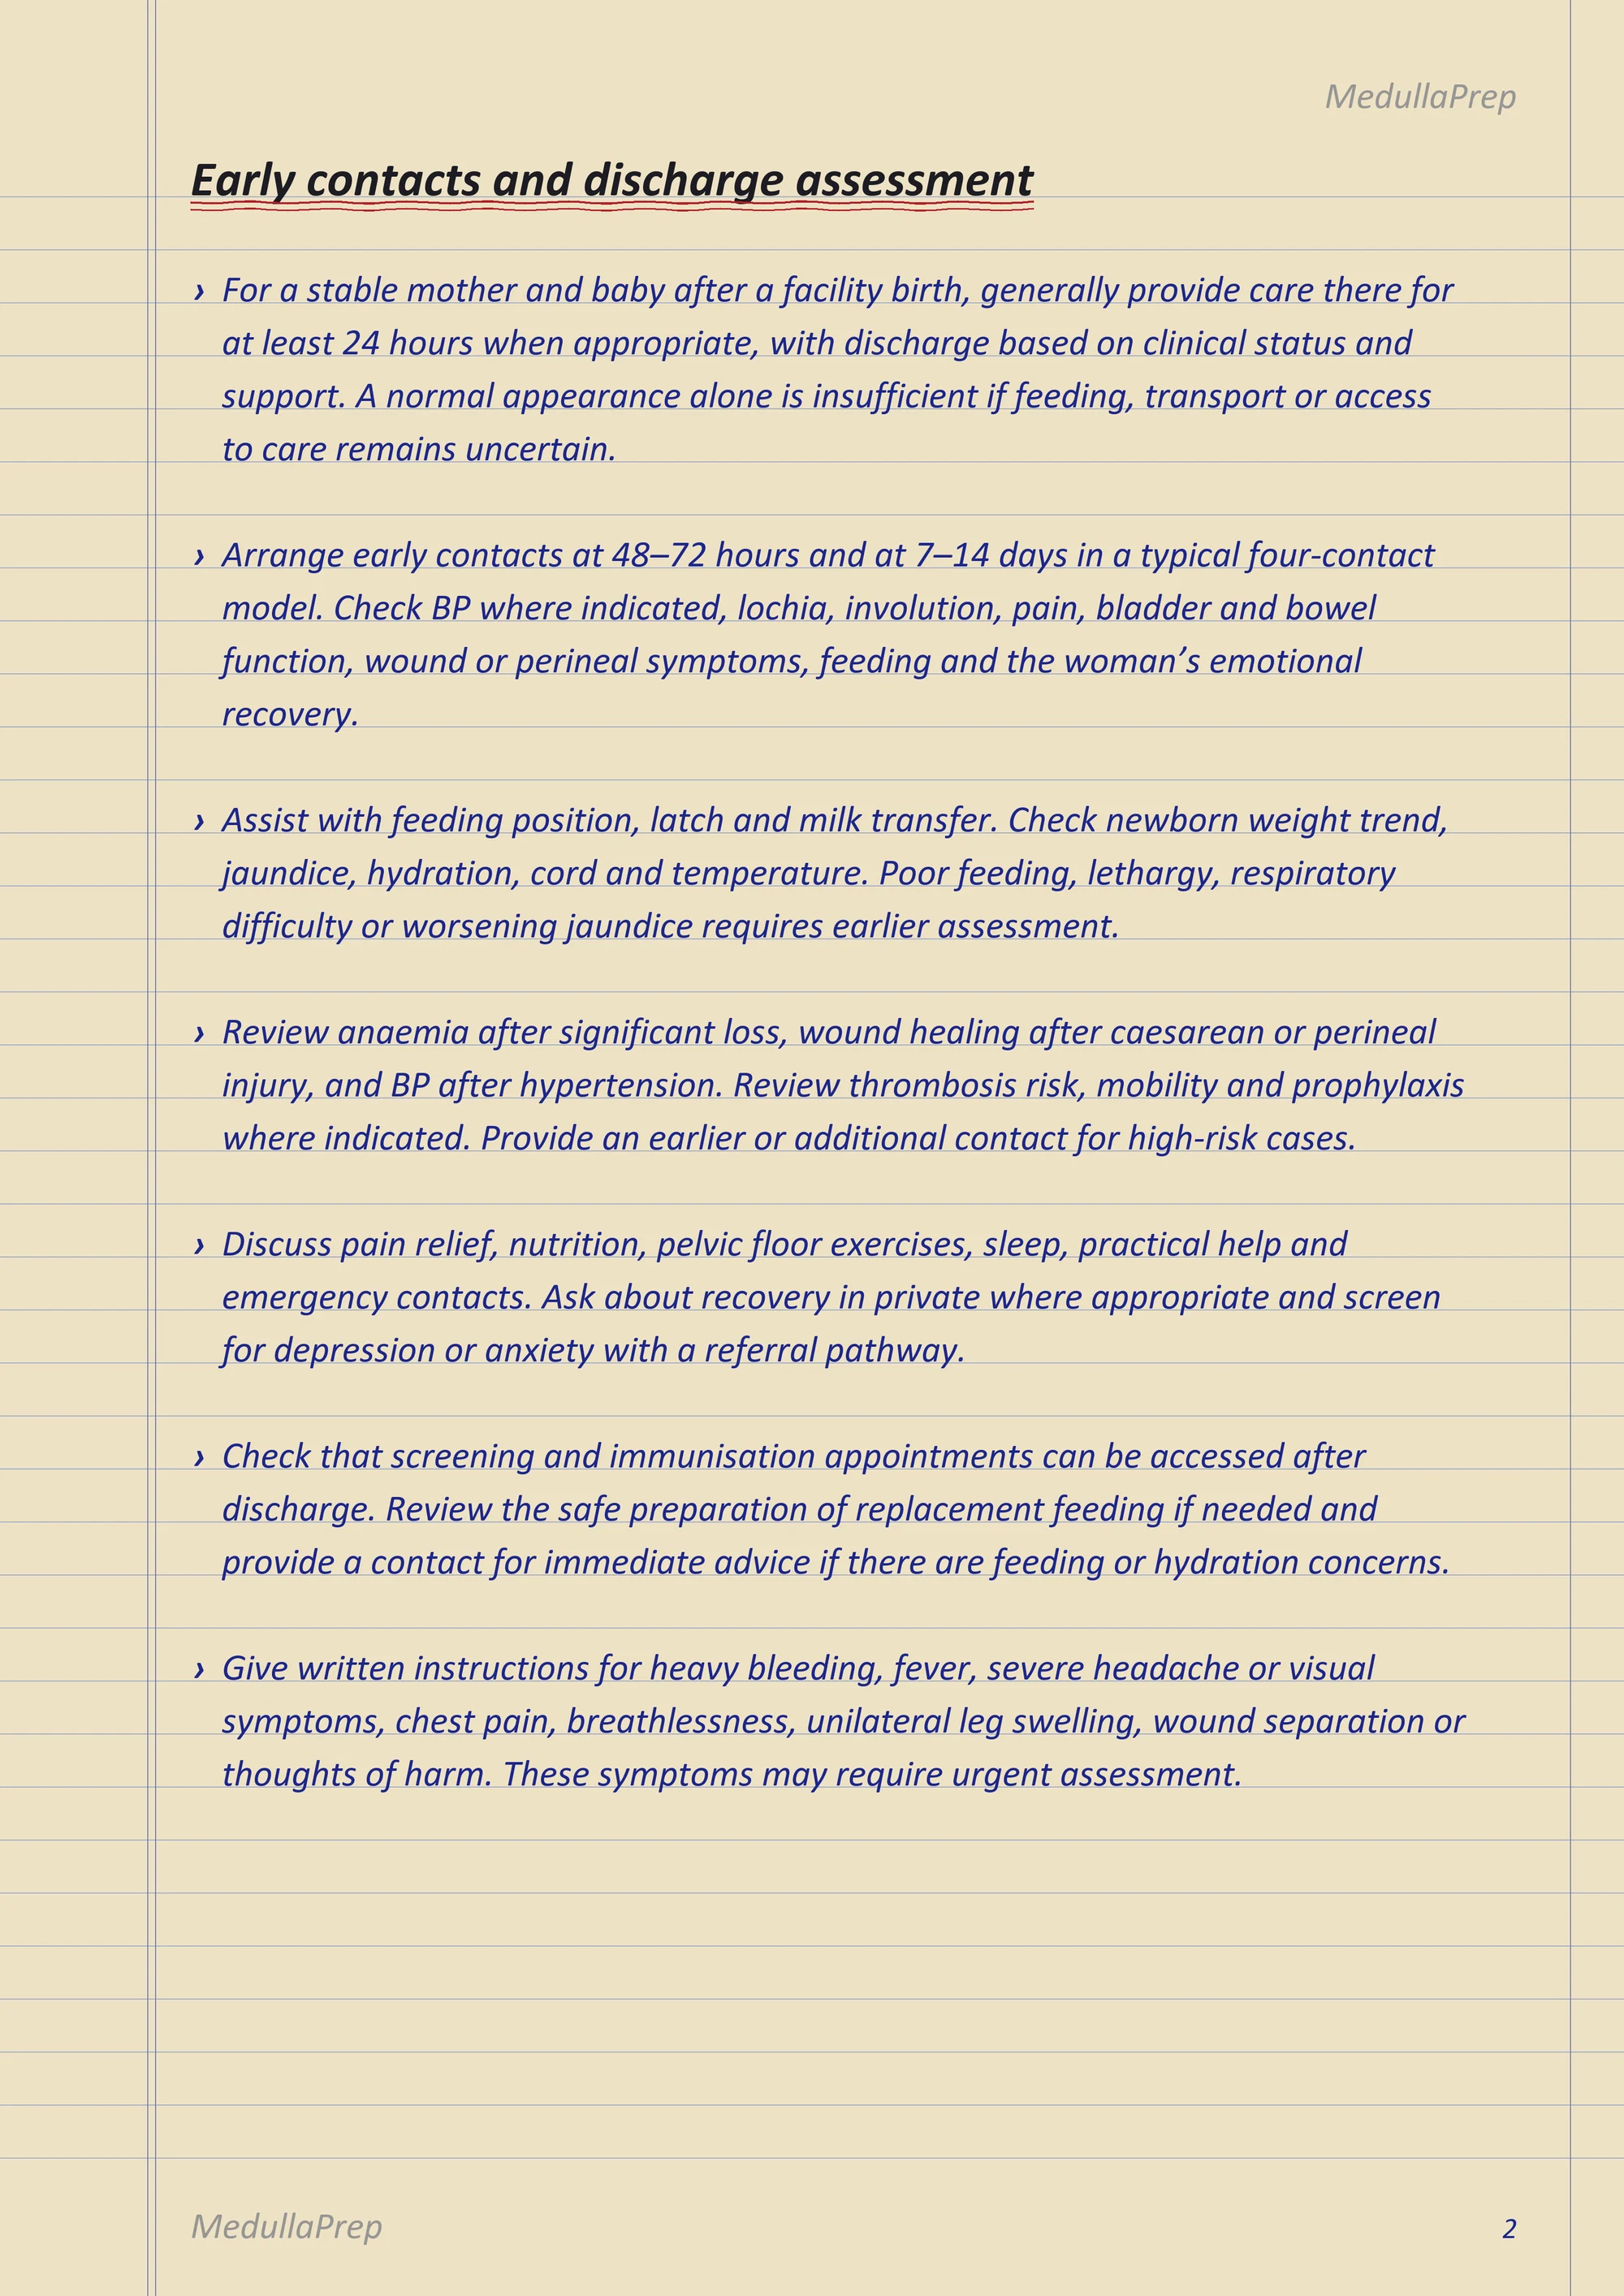 MedullaPrep
Early contacts and discharge assessment
› For a stable mother and baby after a facility birth, generally provide care there for
at least 24 hours when appropriate, with discharge based on clinical status and
support. A normal appearance alone is insufficient if feeding, transport or access
to care remains uncertain.
› Arrange early contacts at 48–72 hours and at 7–14 days in a typical four-contact
model. Check BP where indicated, lochia, involution, pain, bladder and bowel
function, wound or perineal symptoms, feeding and the woman’s emotional
recovery.
› Assist with feeding position, latch and milk transfer. Check newborn weight trend,
jaundice, hydration, cord and temperature. Poor feeding, lethargy, respiratory
difficulty or worsening jaundice requires earlier assessment.
› Review anaemia after significant loss, wound healing after caesarean or perineal
injury, and BP after hypertension. Review thrombosis risk, mobility and prophylaxis
where indicated. Provide an earlier or additional contact for high-risk cases.
› Discuss pain relief, nutrition, pelvic floor exercises, sleep, practical help and
emergency contacts. Ask about recovery in private where appropriate and screen
for depression or anxiety with a referral pathway.
› Check that screening and immunisation appointments can be accessed after
discharge. Review the safe preparation of replacement feeding if needed and
provide a contact for immediate advice if there are feeding or hydration concerns.
› Give written instructions for heavy bleeding, fever, severe headache or visual
symptoms, chest pain, breathlessness, unilateral leg swelling, wound separation or
thoughts of harm. These symptoms may require urgent assessment.
MedullaPrep
2